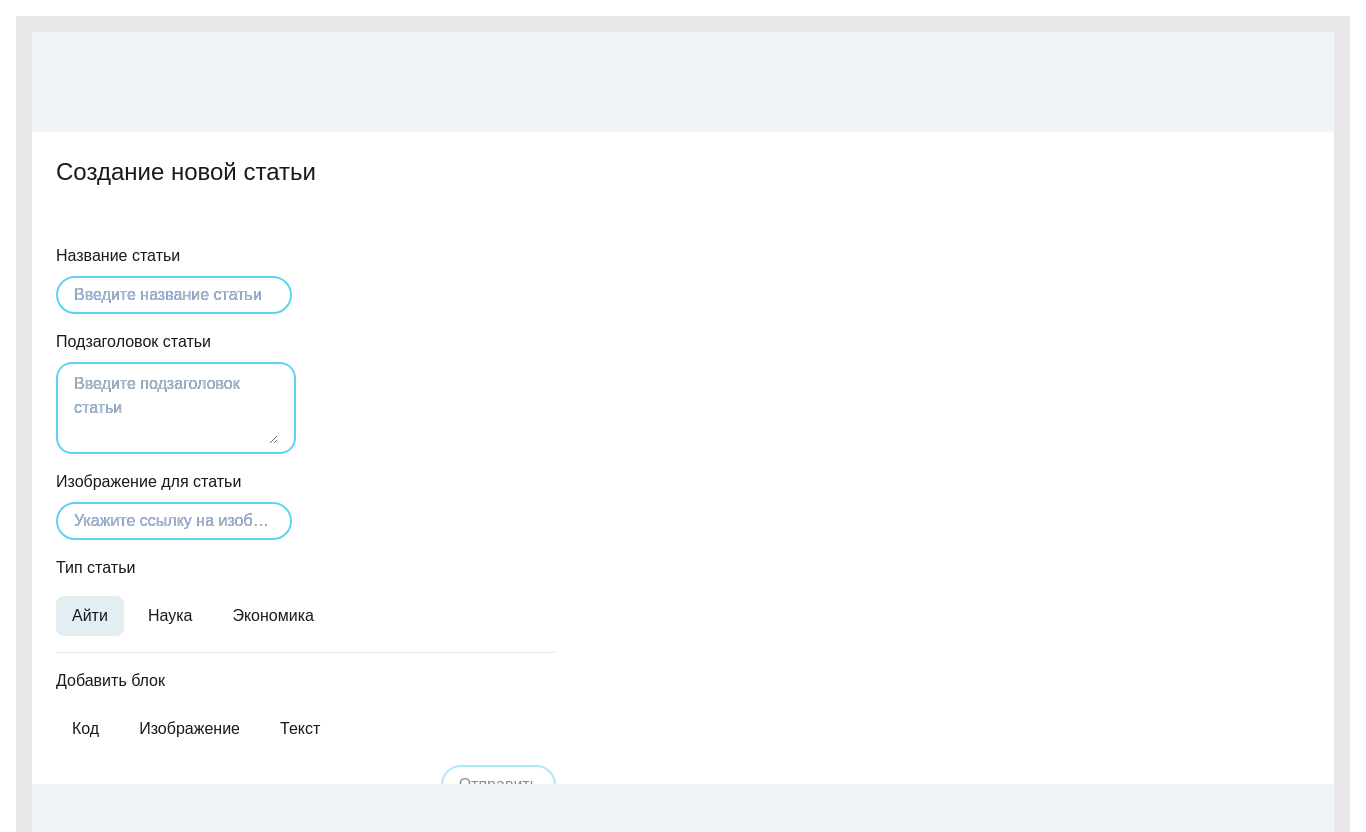 Создание новой статьи
Название статьи
Введите название статьи
Подзаголовок статьи
Введите подзаголовок
статьи
Изображение для статьи
Укажите ссылку на изоб…
Тип статьи
Айти Наука Экономика
Добавить блок
Код Изображение Текст
Отправить